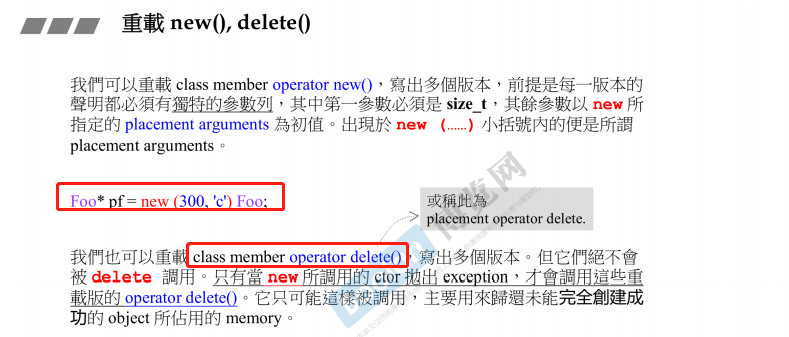 重載 new(), delete()
我們可以重載 class member operator new()，寫出多個版本，前提是每一版本的
聲明都必須有獨特的參數列，其中第一參數必須是 size_t，其餘參數以 new 所
指定的 placement arguments 為初值。出現於 new (......) 小括號內的便是所謂
placement arguments。
Foo* pf = new (300, 'c') Foo;
或稱此為
placement operator delete.
我們也可以重載 class member operator delete()，寫出多個版本。但它們絕不會
被 delete 調用。只有當 new 所調用的 ctor 拋出 exception，才會調用這些重
載版的 operator delete()。它只可能這樣被調用，主要用來歸還未能完全創建成
功的 object 所佔用的 memory。
博览网